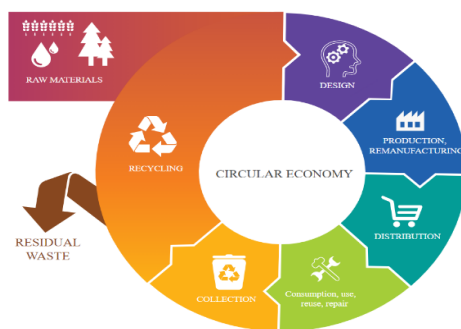 RAW MATERIALS
DESIGN
PRODUCTION,
REMANUFACTURING
RECYCLING
CIRCULAR ECONOMY
DISTRIBUTION
RESIDUAL
WASTE
COLLECTION
Consumption, use,
reuse, repair